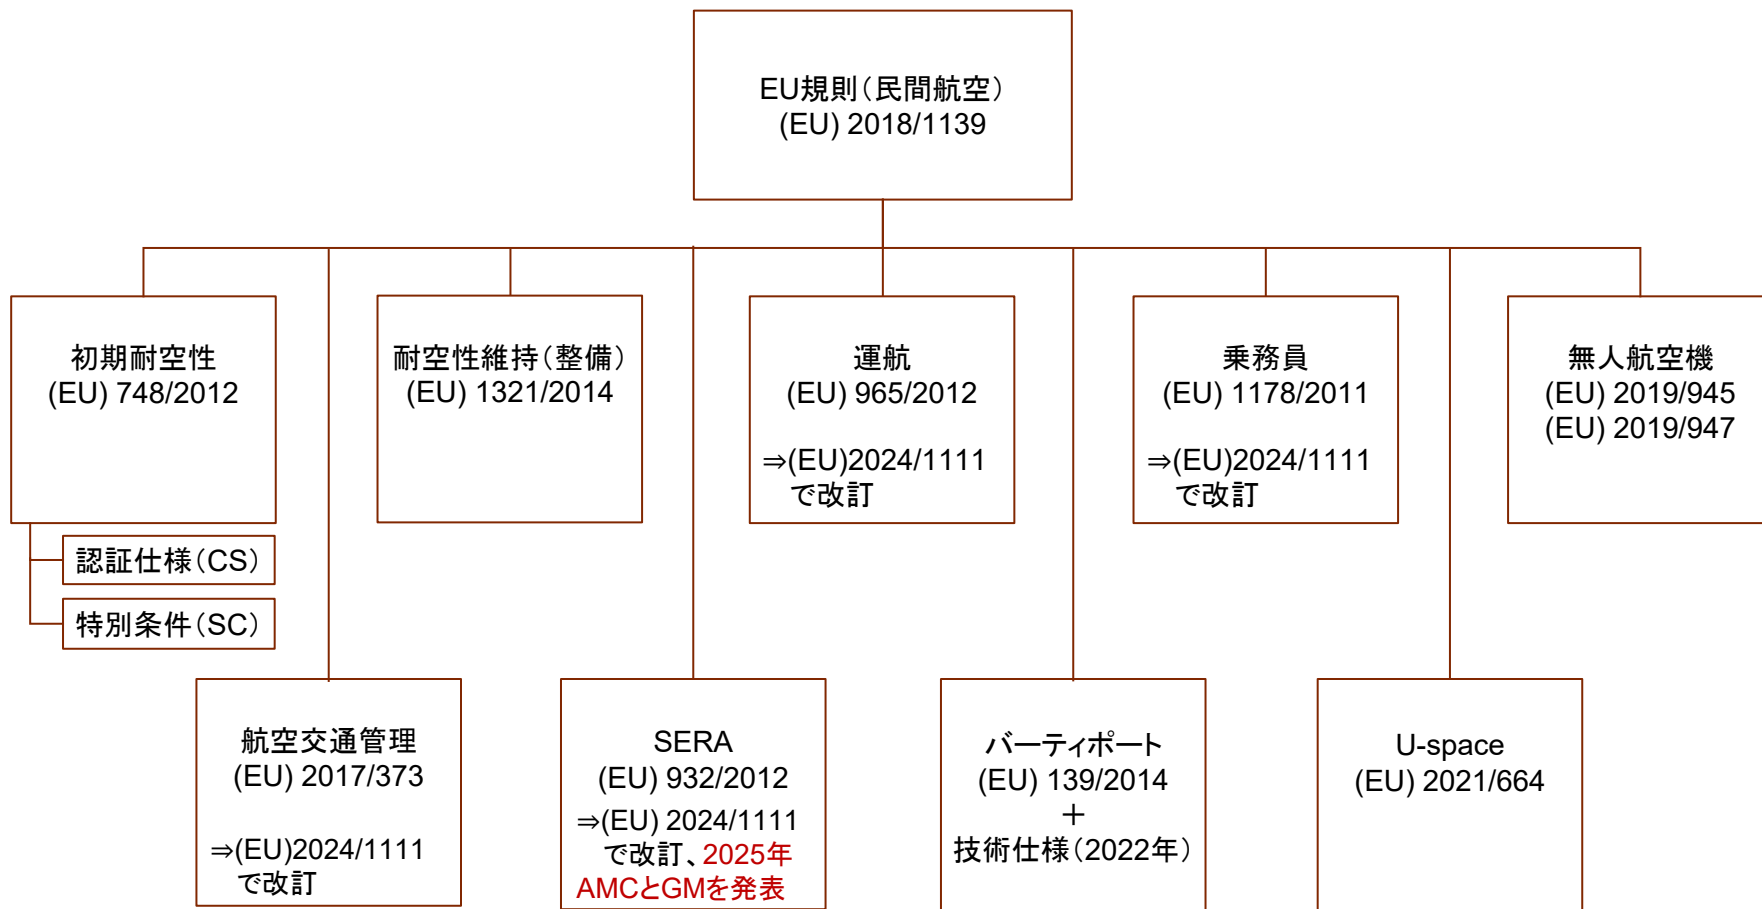 EU規則（民間航空）
(EU) 2018/1139
初期耐空性
(EU) 748/2012
認証仕様（CS）
特別条件（SC）
耐空性維持（整備）
(EU) 1321/2014
運航
(EU) 965/2012
⇒(EU)2024/1111
で改訂
乗務員
(EU) 1178/2011
⇒(EU)2024/1111
で改訂
無人航空機
(EU) 2019/945
(EU) 2019/947
航空交通管理
(EU) 2017/373
⇒(EU)2024/1111
で改訂
SERA
(EU) 932/2012
⇒(EU) 2024/1111
で改訂、2025年
AMCとGMを発表
バーティポート
(EU) 139/2014
＋
技術仕様（2022年）
U-space
(EU) 2021/664